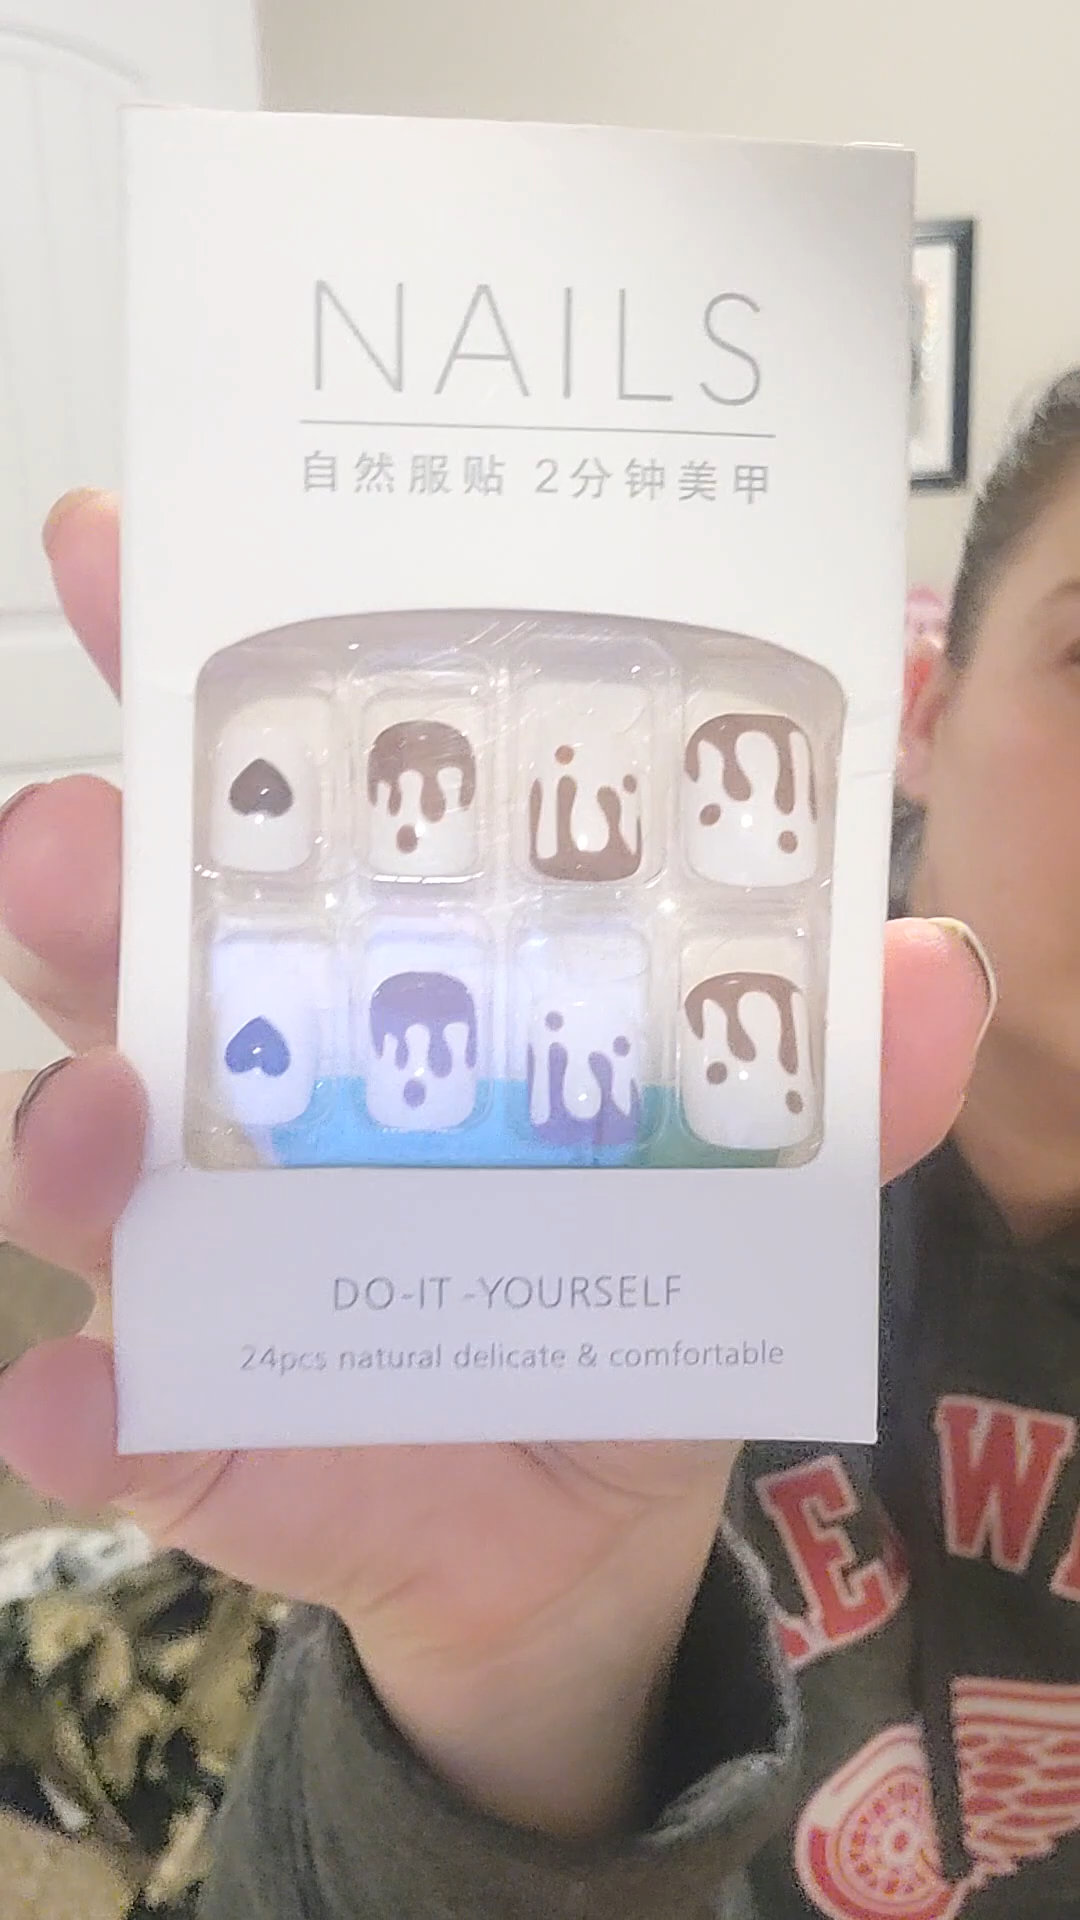 NAILS
自然服贴 2分钟美甲
DO-IT-YOURSELF
24pcs natural delicate & comfortable